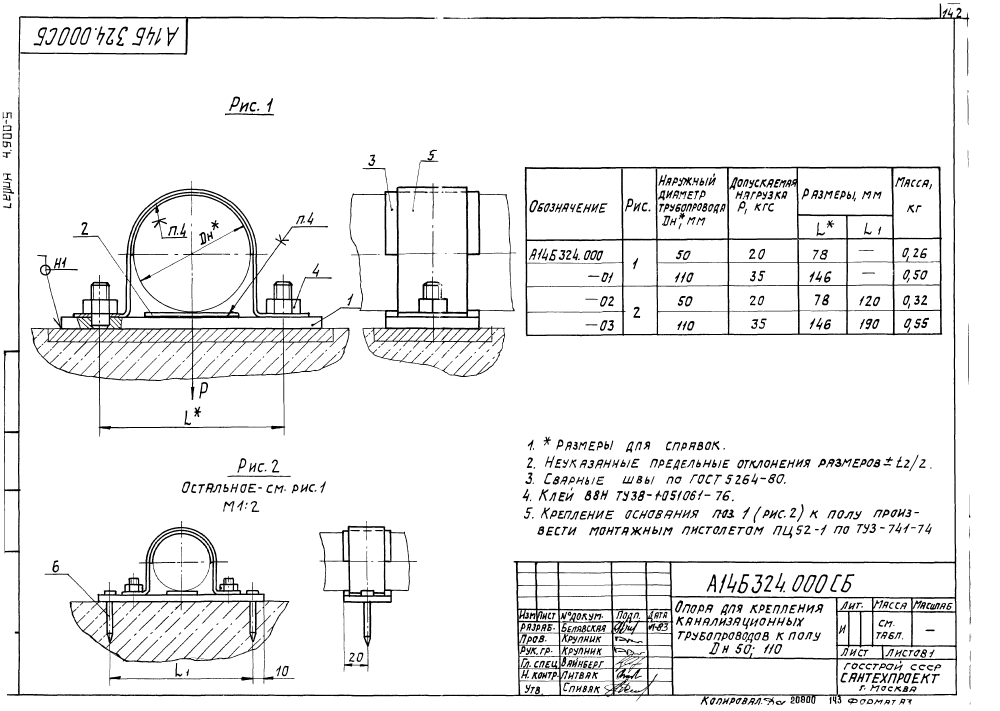 142
А14Б 324.000СБ
Серия 4.900-5
Рис. 1
3
5
2
п.4
Dн*
п.4
Н1
4
1
P
L*
Обозначение
Рис.
Наружный диаметр трубопровода Dн*, мм
Допускаемая нагрузка P, кгс
Размеры, мм
Масса, кг
L*
L1
А14Б324.000
1
50
20
78
—
0,26
—01
110
35
146
—
0,50
—02
2
50
20
78
120
0,32
—03
110
35
146
190
0,55
1. * Размеры для справок.
2. Неуказанные предельные отклонения размеров ± t2/2.
3. Сварные швы по ГОСТ 5264-80.
4. Клей 88Н ТУ38-1051061-76.
5. Крепление основания поз. 1 (рис. 2) к полу произ-
вести монтажным пистолетом ПЦ52-1 по ТУ3-741-74
Рис. 2
Остальное - см. рис. 1
М1:2
6
L1
10
20
А14Б324.000СБ
Изм Лист № докум. Подп. Дата
Разраб. Белявская 11-83
Пров. Крупник
Рук. гр. Крупник
Гл. спец. Вайнберг
Н. контр. Литвак
Утв. Спивак
Опора для крепления
канализационных
трубопроводов к полу
Dн 50; 110
Лит. Масса Масштаб
И
см. табл.
—
Лист Листов 1
Госстрой СССР
САНТЕХПРОЕКТ
г. Москва
Копировал 20800 143 Формат А3